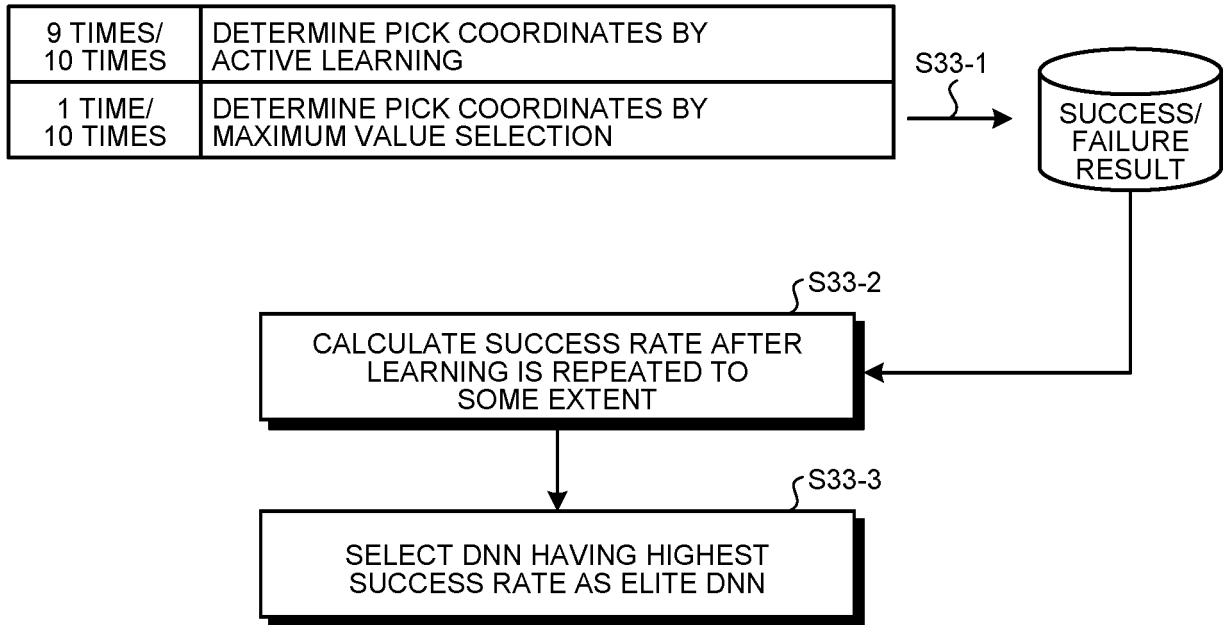 9 TIMES/
10 TIMES
DETERMINE PICK COORDINATES BY
ACTIVE LEARNING
1 TIME/
10 TIMES
DETERMINE PICK COORDINATES BY
MAXIMUM VALUE SELECTION
S33-1
SUCCESS/
FAILURE
RESULT
S33-2
CALCULATE SUCCESS RATE AFTER
LEARNING IS REPEATED TO
SOME EXTENT
S33-3
SELECT DNN HAVING HIGHEST
SUCCESS RATE AS ELITE DNN